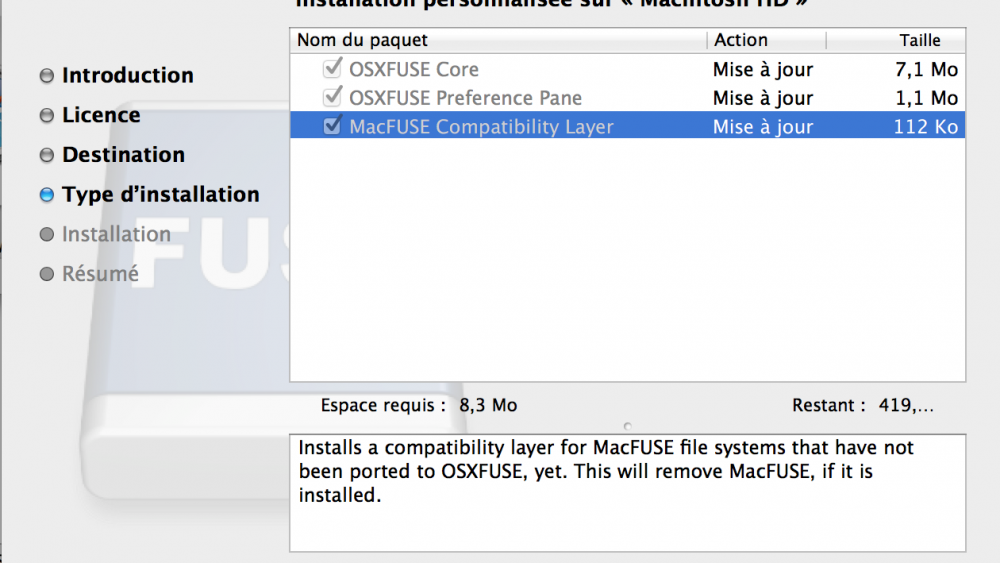 Installation personnalisée sur « Macintosh HD »
Nom du paquet Action Taille
OSXFUSE Core Mise à jour 7,1 Mo
OSXFUSE Preference Pane Mise à jour 1,1 Mo
MacFUSE Compatibility Layer Mise à jour 112 Ko
Introduction
Licence
Destination
Type d’installation
Installation
Résumé
FUS
Espace requis : 8,3 Mo Restant : 419,...
Installs a compatibility layer for MacFUSE file systems that have not
been ported to OSXFUSE, yet. This will remove MacFUSE, if it is
installed.